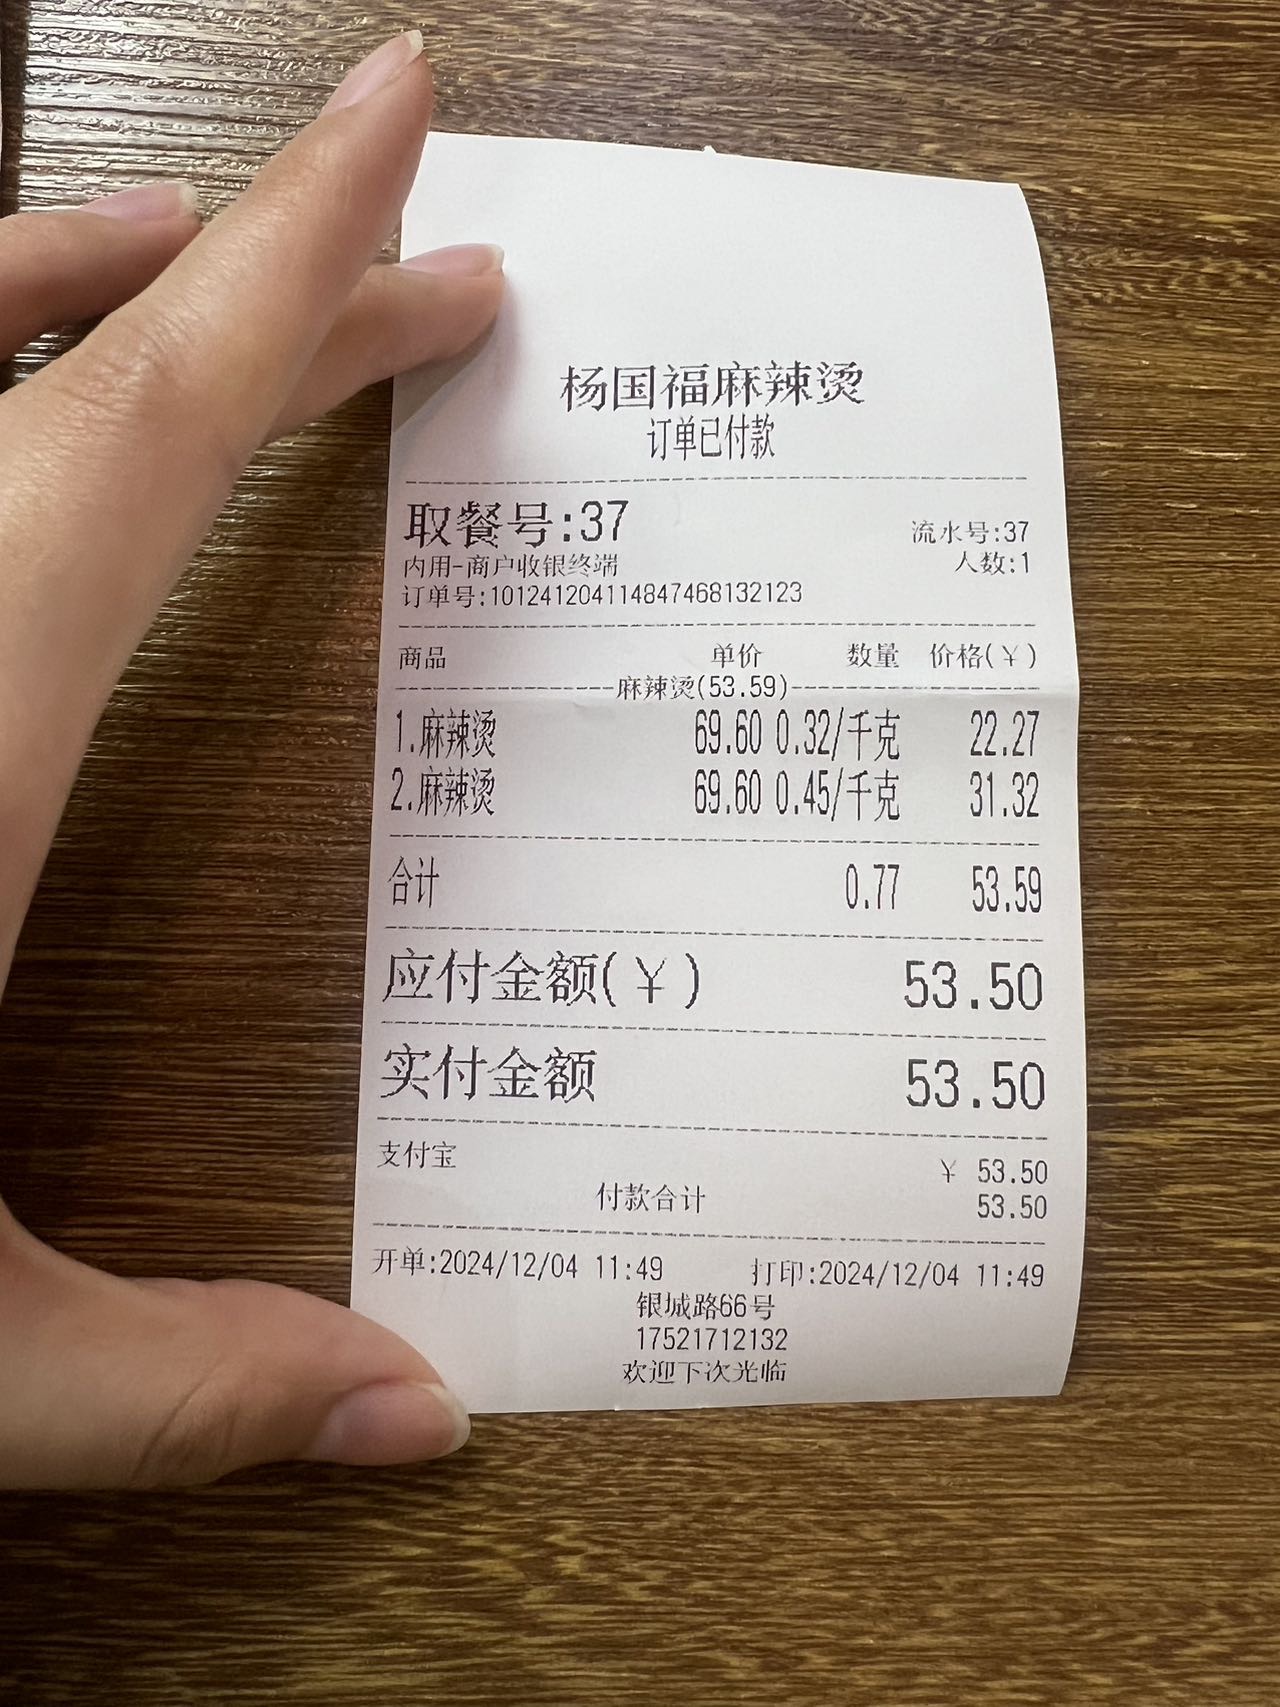 杨国福麻辣烫
订单已付款
取餐号:37 流水号:37
内用-商户收银终端 人数:1
订单号:101241204114847468132123
商品 单价 数量 价格(¥)
麻辣烫(53.59)
1.麻辣烫 69.60 0.32/千克 22.27
2.麻辣烫 69.60 0.45/千克 31.32
合计 0.77 53.59
应付金额(¥) 53.50
实付金额 53.50
支付宝 ¥ 53.50
付款合计 53.50
开单:2024/12/04 11:49 打印:2024/12/04 11:49
银城路66号
17521712132
欢迎下次光临